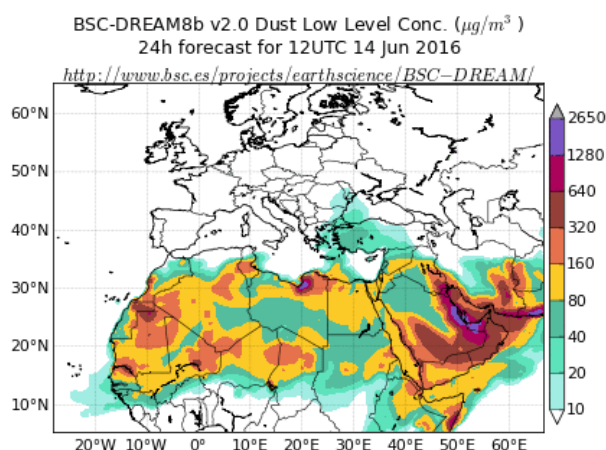 BSC-DREAM8b v2.0 Dust Low Level Conc. (μg/m³ )
24h forecast for 12UTC 14 Jun 2016
http://www.bsc.es/projects/earthscience/BSC−DREAM/
60°N
50°N
40°N
30°N
20°N
10°N
20°W 10°W 0° 10°E 20°E 30°E 40°E 50°E 60°E
2650
1280
640
320
160
80
40
20
10